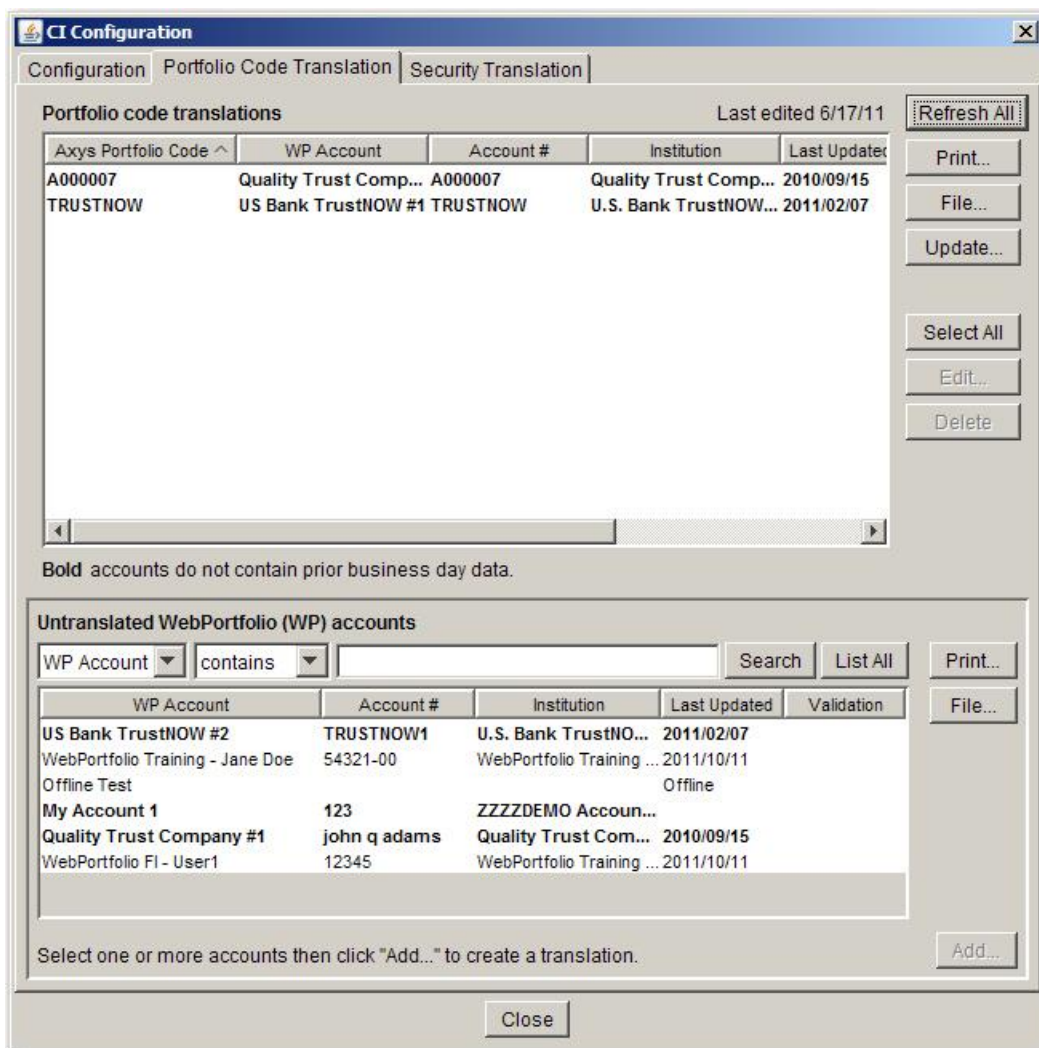 CI Configuration
Configuration Portfolio Code Translation Security Translation
Portfolio code translations Last edited 6/17/11 Refresh All
Axys Portfolio Code WP Account Account # Institution Last Updated
Print...
A000007 Quality Trust Comp... A000007 Quality Trust Comp... 2010/09/15
TRUSTNOW US Bank TrustNOW #1 TRUSTNOW U.S. Bank TrustNOW... 2011/02/07
File...
Update...
Select All
Edit...
Delete
Bold accounts do not contain prior business day data.
Untranslated WebPortfolio (WP) accounts
WP Account contains Search List All Print...
WP Account Account # Institution Last Updated Validation File...
US Bank TrustNOW #2 TRUSTNOW1 U.S. Bank TrustNO... 2011/02/07
WebPortfolio Training - Jane Doe 54321-00 WebPortfolio Training ... 2011/10/11
Offline Test Offline
My Account 1 123 ZZZZDEMO Accoun...
Quality Trust Company #1 john q adams Quality Trust Com... 2010/09/15
WebPortfolio FI - User1 12345 WebPortfolio Training ... 2011/10/11
Select one or more accounts then click "Add..." to create a translation. Add...
Close